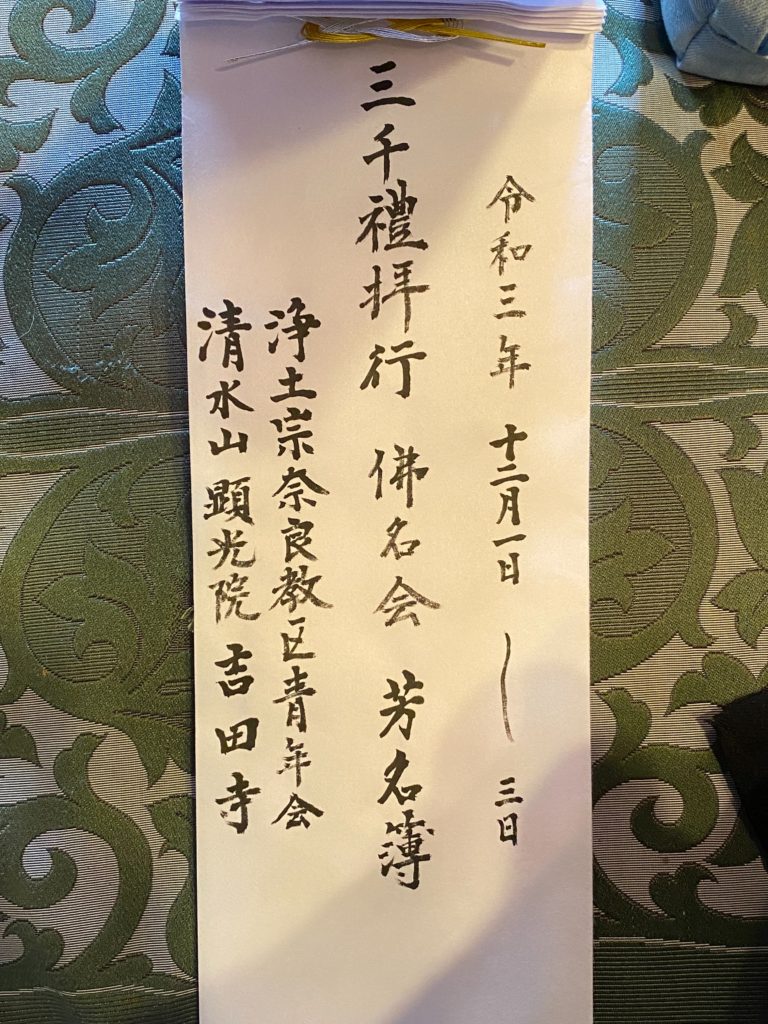 令和三年 十二月一日 〜 三日
三千禮拝行 佛名会 芳名簿
浄土宗奈良教区青年会
清水山顕光院 吉田寺